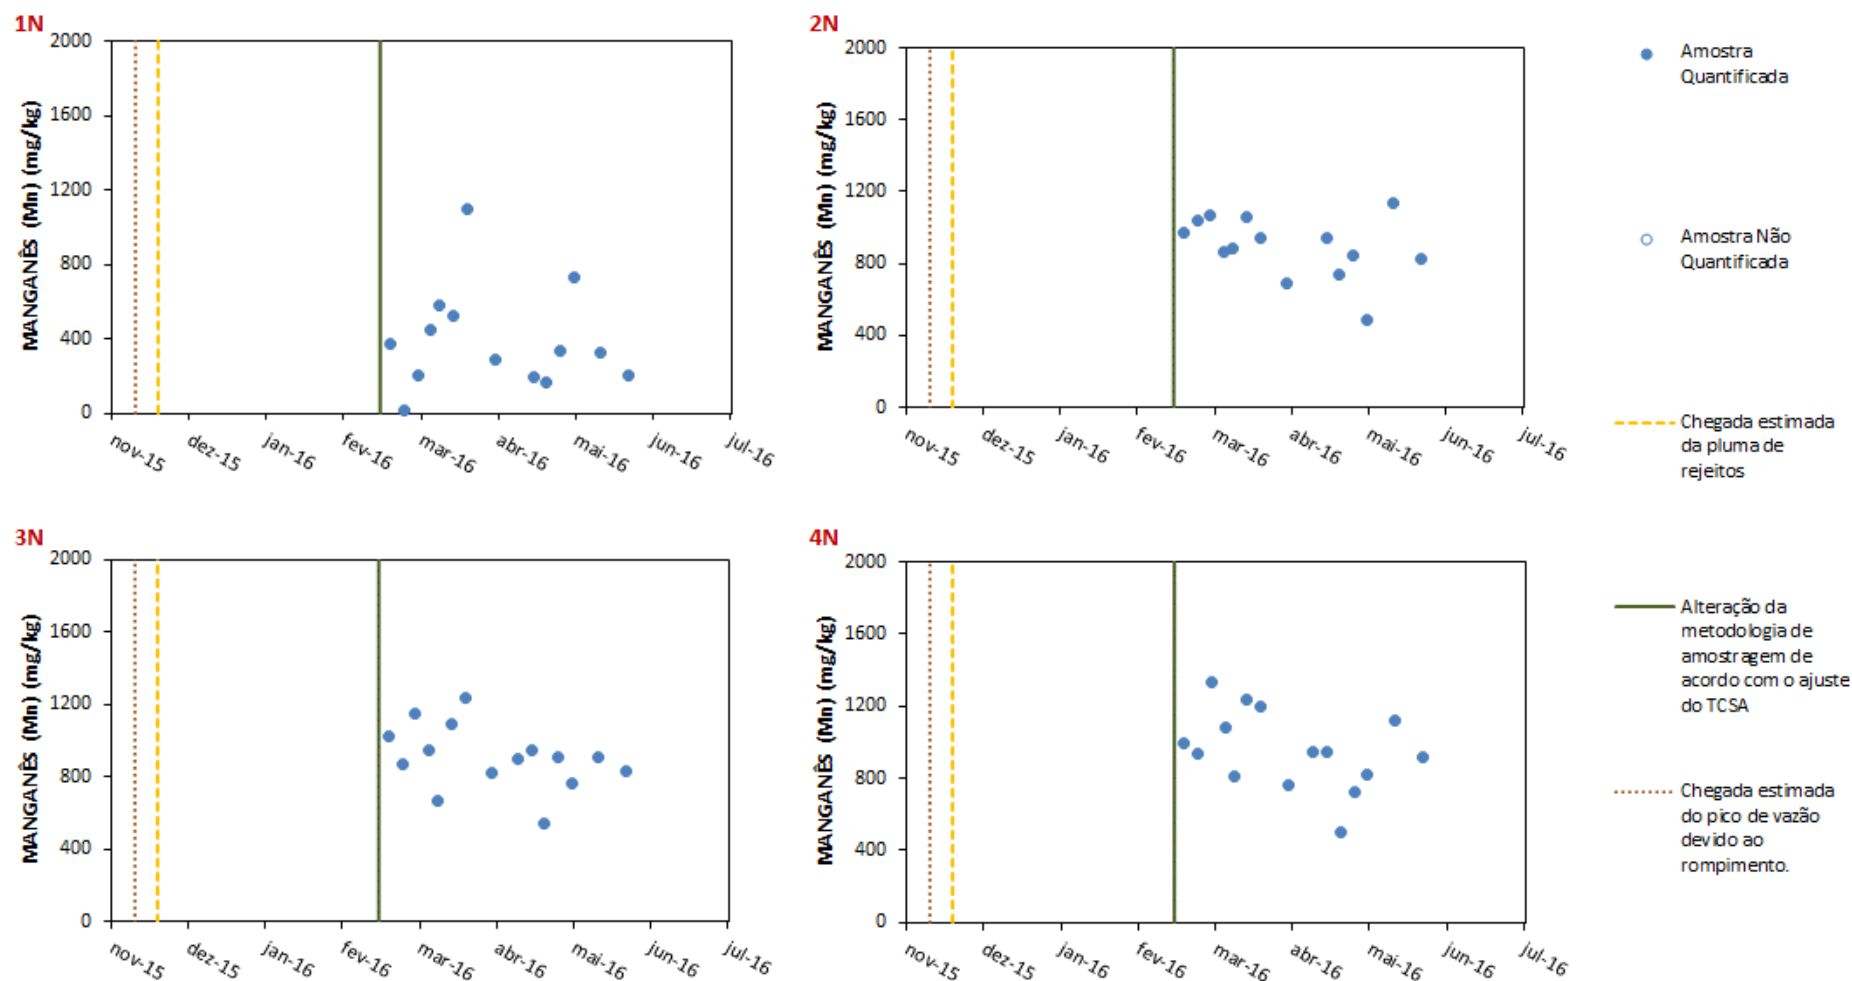 1N
MANGANÊS (Mn) (mg/kg)
2000
1600
1200
800
400
0
nov-15
dez-15
jan-16
fev-16
mar-16
abr-16
mai-16
jun-16
jul-16
2N
MANGANÊS (Mn) (mg/kg)
2000
1600
1200
800
400
0
nov-15
dez-15
jan-16
fev-16
mar-16
abr-16
mai-16
jun-16
jul-16
3N
MANGANÊS (Mn) (mg/kg)
2000
1600
1200
800
400
0
nov-15
dez-15
jan-16
fev-16
mar-16
abr-16
mai-16
jun-16
jul-16
4N
MANGANÊS (Mn) (mg/kg)
2000
1600
1200
800
400
0
nov-15
dez-15
jan-16
fev-16
mar-16
abr-16
mai-16
jun-16
jul-16
Amostra
Quantificada
Amostra Não
Quantificada
Chegada estimada
da pluma de
rejeitos
Alteração da
metodologia de
amostragem de
acordo com o ajuste
do TCSA
Chegada estimada
do pico de vazão
devido ao
rompimento.